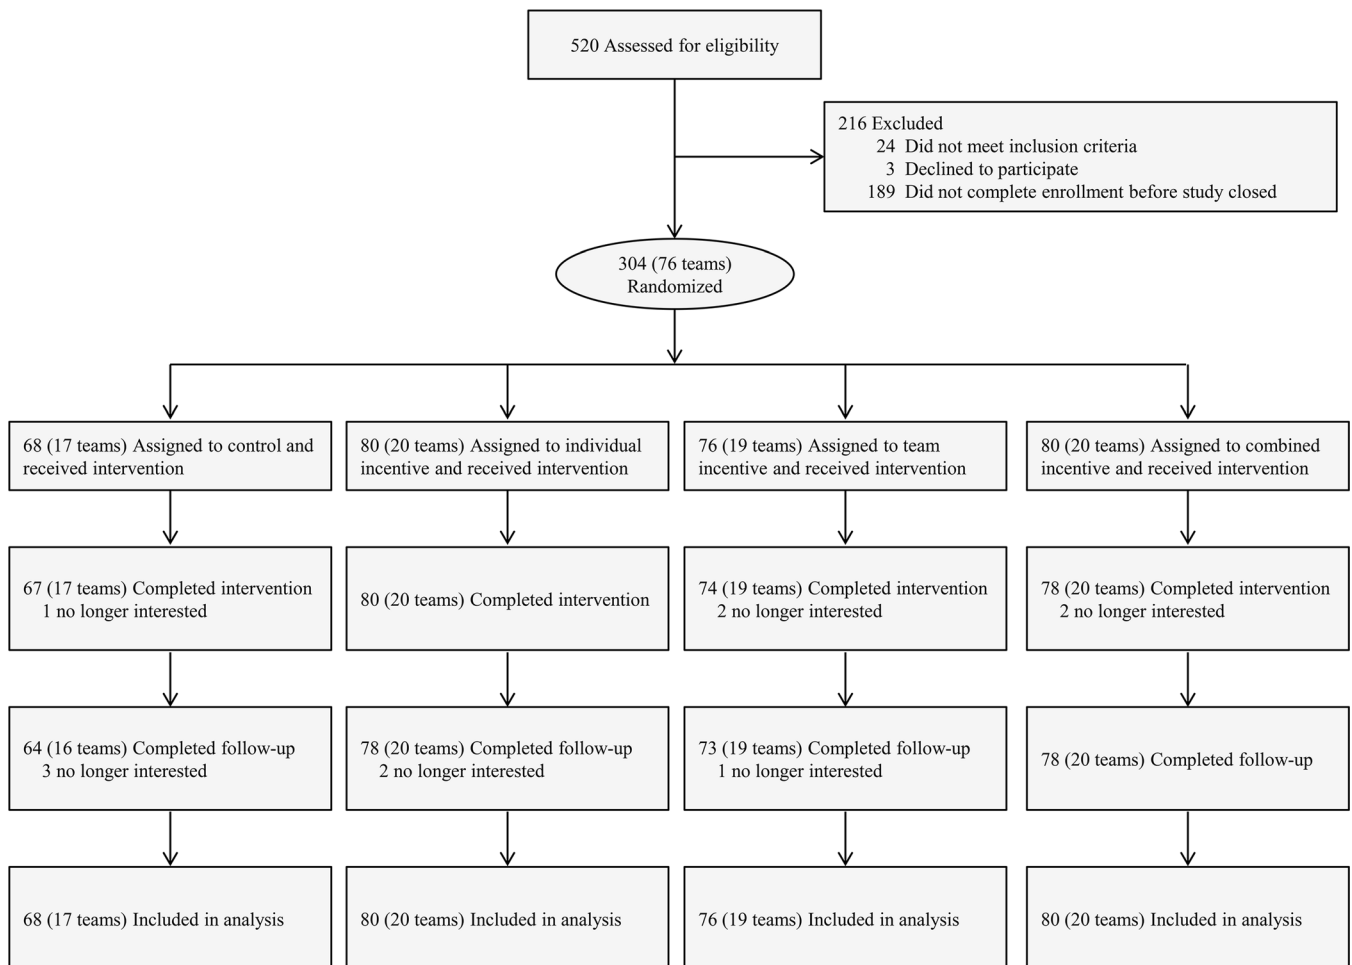 520 Assessed for eligibility
216 Excluded
24 Did not meet inclusion criteria
3 Declined to participate
189 Did not complete enrollment before study closed
304 (76 teams)
Randomized
68 (17 teams) Assigned to control and
received intervention
80 (20 teams) Assigned to individual
incentive and received intervention
76 (19 teams) Assigned to team
incentive and received intervention
80 (20 teams) Assigned to combined
incentive and received intervention
67 (17 teams) Completed intervention
1 no longer interested
80 (20 teams) Completed intervention
74 (19 teams) Completed intervention
2 no longer interested
78 (20 teams) Completed intervention
2 no longer interested
64 (16 teams) Completed follow-up
3 no longer interested
78 (20 teams) Completed follow-up
2 no longer interested
73 (19 teams) Completed follow-up
1 no longer interested
78 (20 teams) Completed follow-up
68 (17 teams) Included in analysis
80 (20 teams) Included in analysis
76 (19 teams) Included in analysis
80 (20 teams) Included in analysis